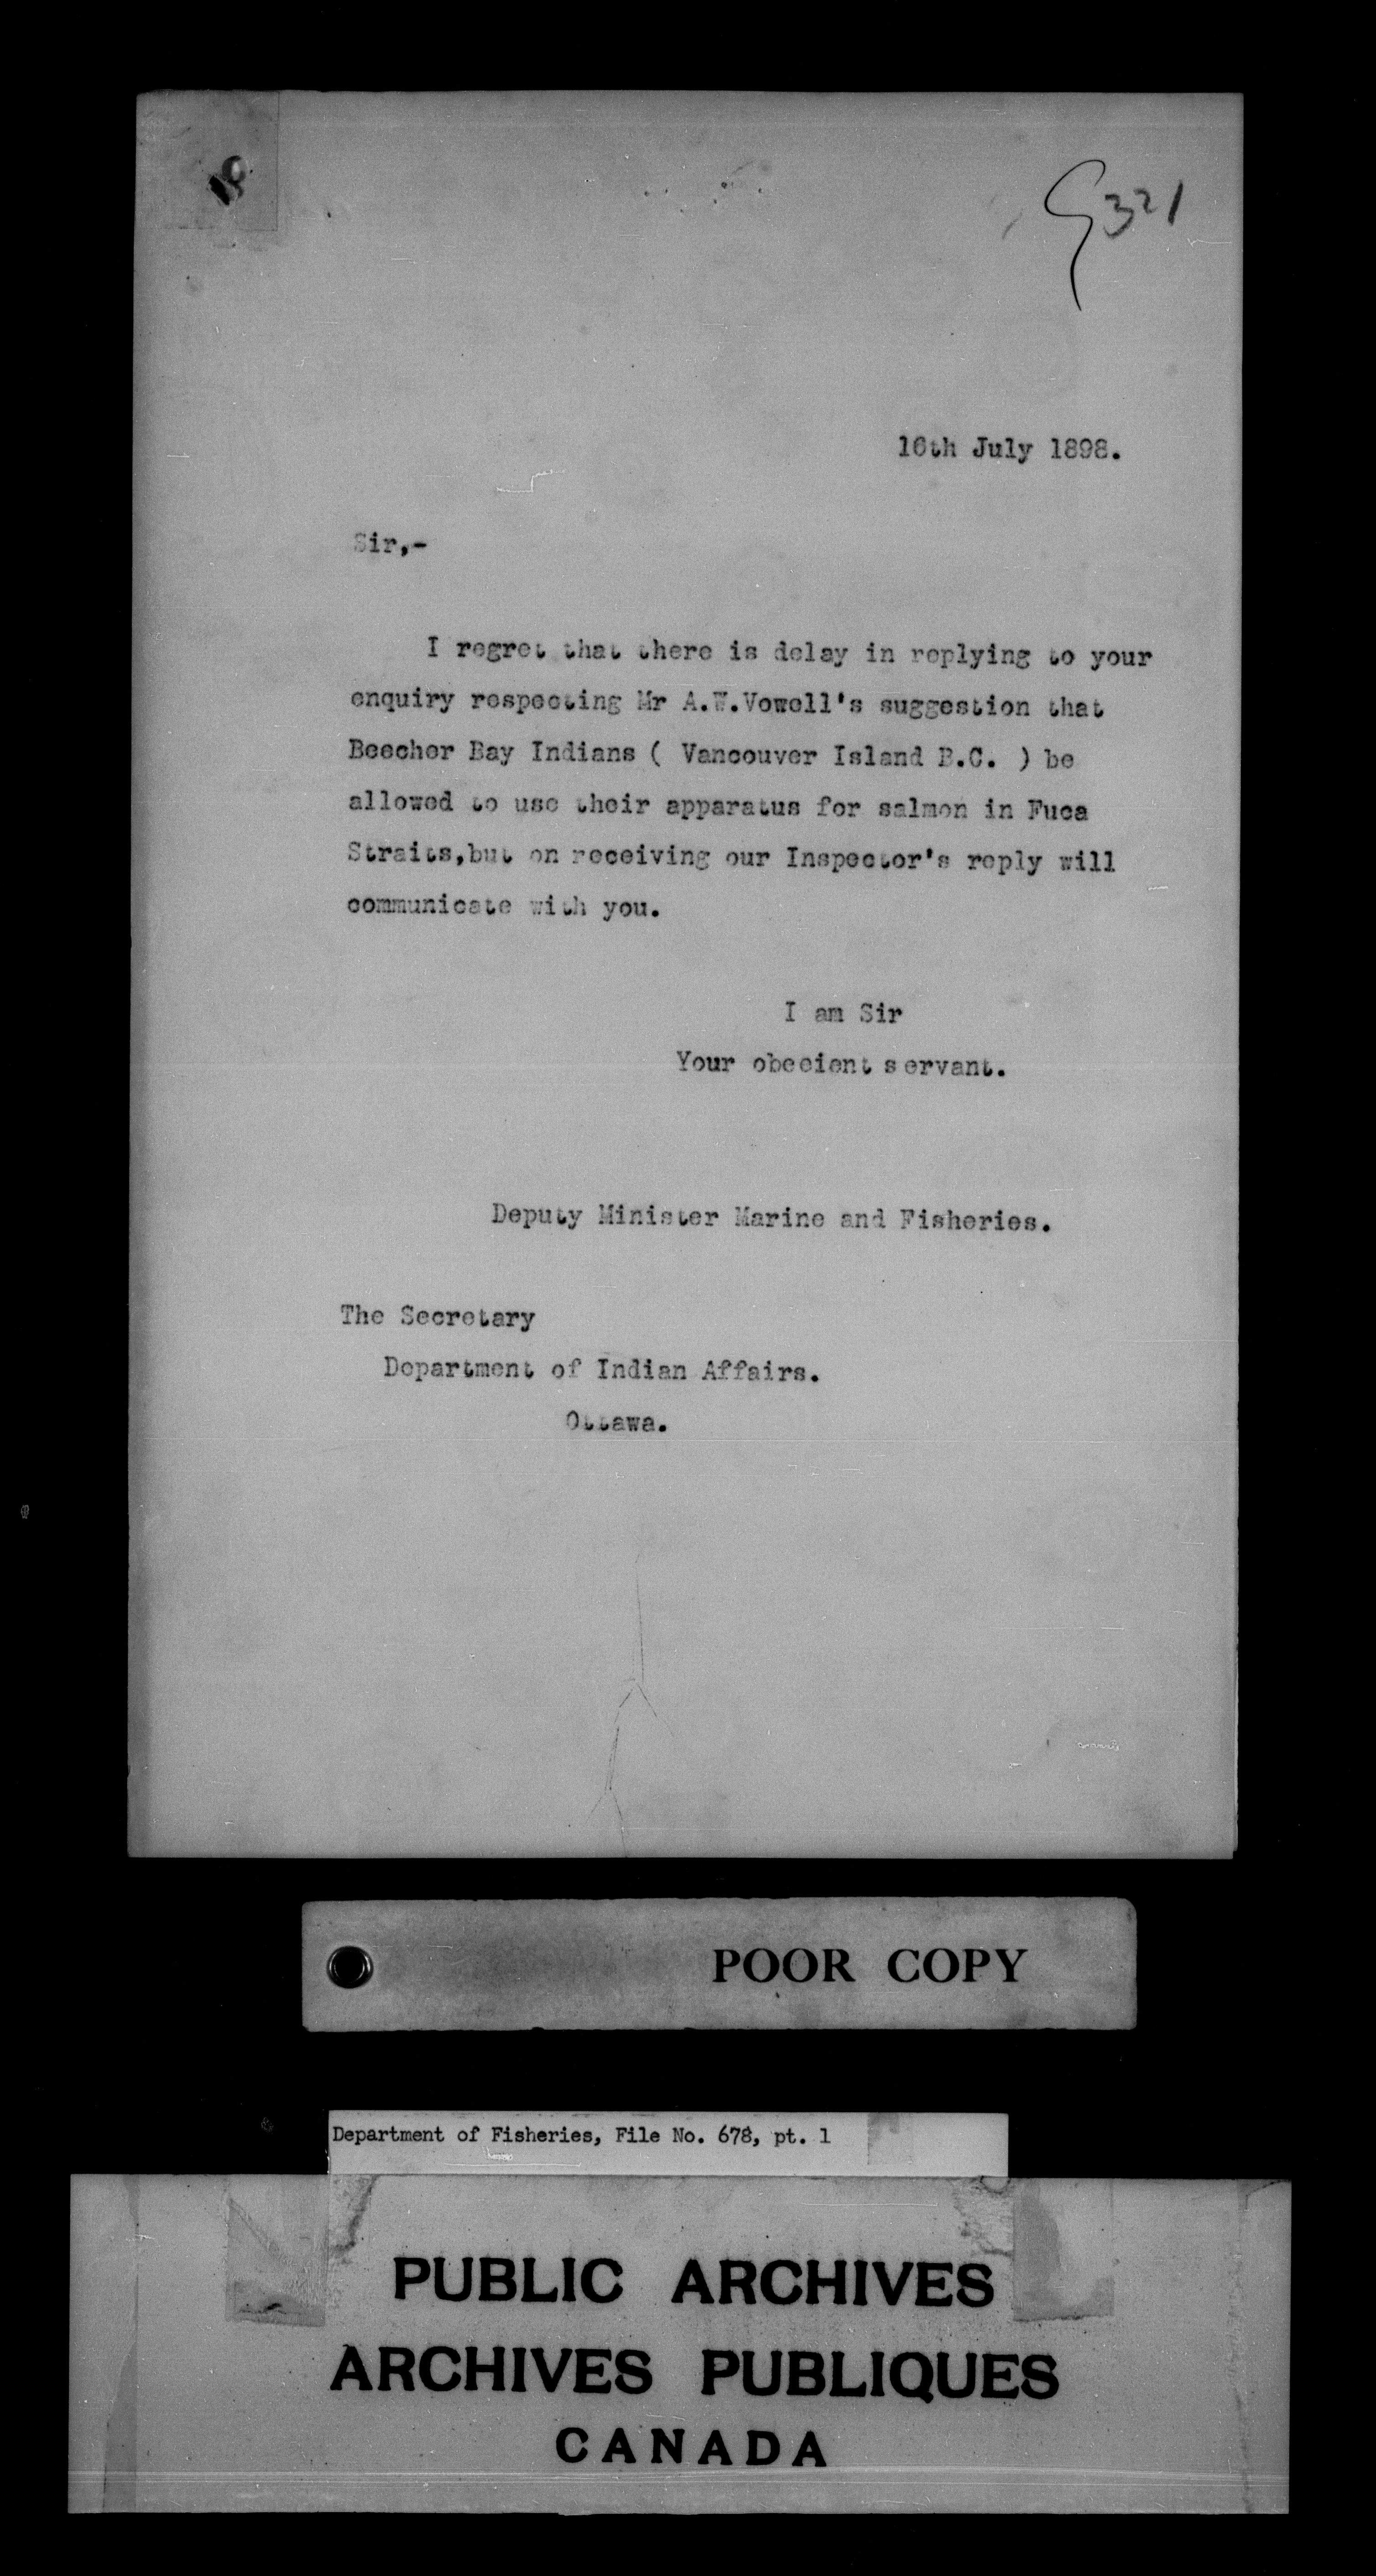 321
16th July 1898.
Sir,-
I regret that there is delay in replying to your
enquiry respecting Mr A.W.Vowell's suggestion that
Beecher Bay Indians ( Vancouver Island B.C. ) be
allowed to use their apparatus for salmon in Fuca
Straits,but on receiving our Inspector's reply will
communicate with you.
I am Sir
Your obecient servant.
Deputy Minister Marine and Fisheries.
The Secretary
Department of Indian Affairs.
Ottawa.
POOR COPY
Department of Fisheries, File No. 678, pt. 1
PUBLIC ARCHIVES
ARCHIVES PUBLIQUES
CANADA